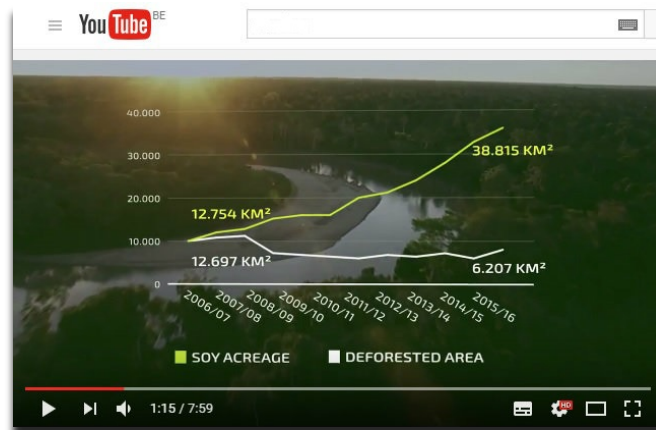 YouTube BE
40.000
30.000
38.815 KM²
20.000
12.754 KM²
10.000
12.697 KM²
6.207 KM²
0
2006/07 2007/08 2008/09 2009/10 2010/11 2011/12 2012/13 2013/14 2014/15 2015/16
SOY ACREAGE DEFORESTED AREA
1:15 / 7:59 HD